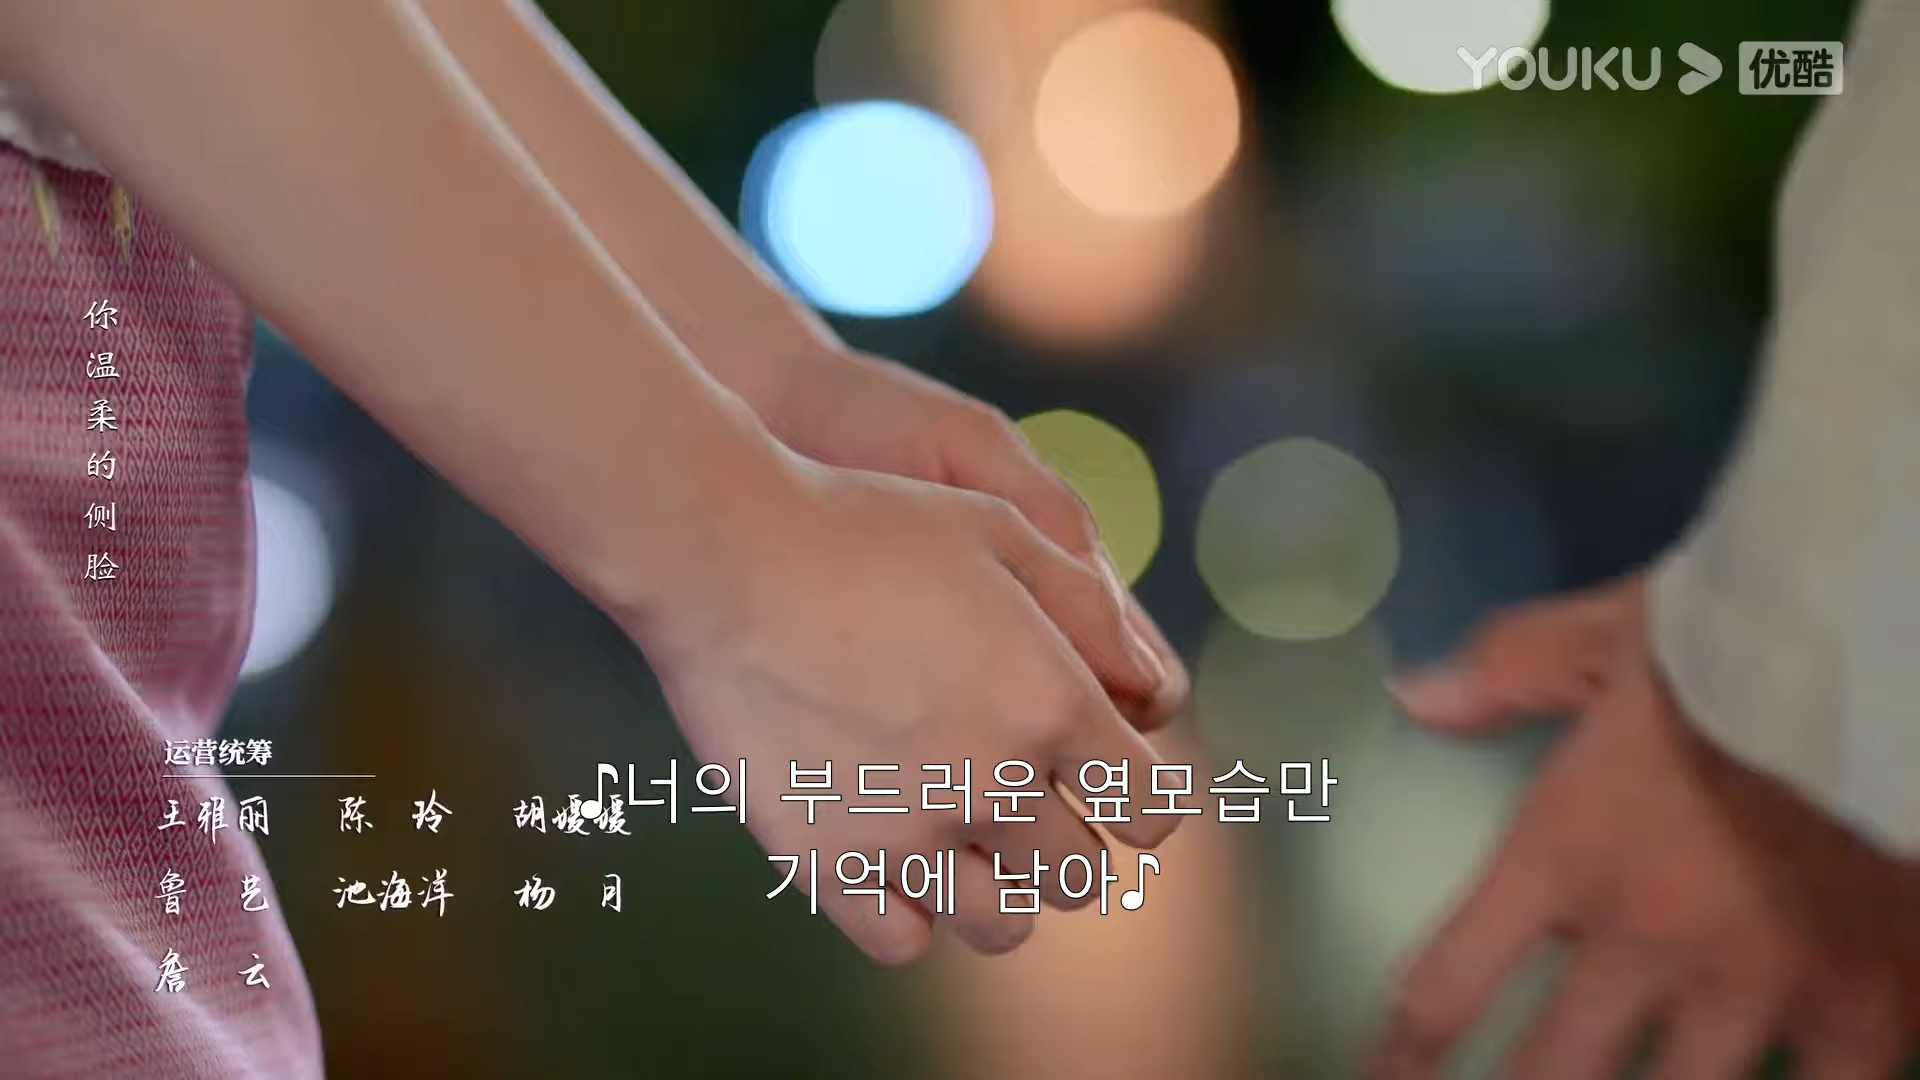 YOUKU 优酷
你温柔的侧脸
运营统筹
王雅丽 陈玲 胡媛媛
鲁艺 池海洋 杨月
詹云
♪너의 부드러운 옆모습만
기억에 남아♪